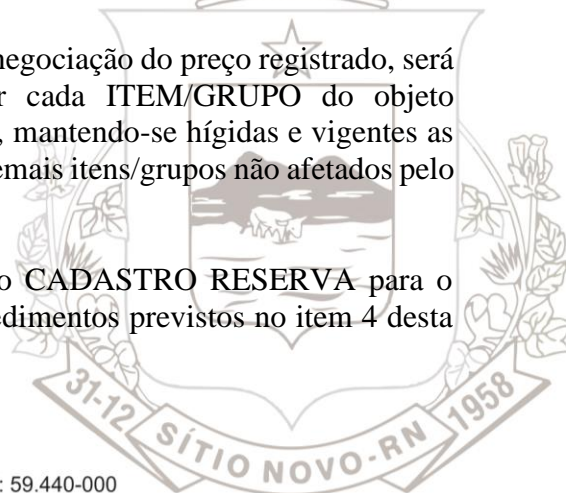 negociação do preço registrado, será
r cada ITEM/GRUPO do objeto
, mantendo-se hígidas e vigentes as
emais itens/grupos não afetados pelo
o CADASTRO RESERVA para o
edimentos previstos no item 4 desta
31-12 SÍTIO NOVO-RN 1958
: 59.440-000